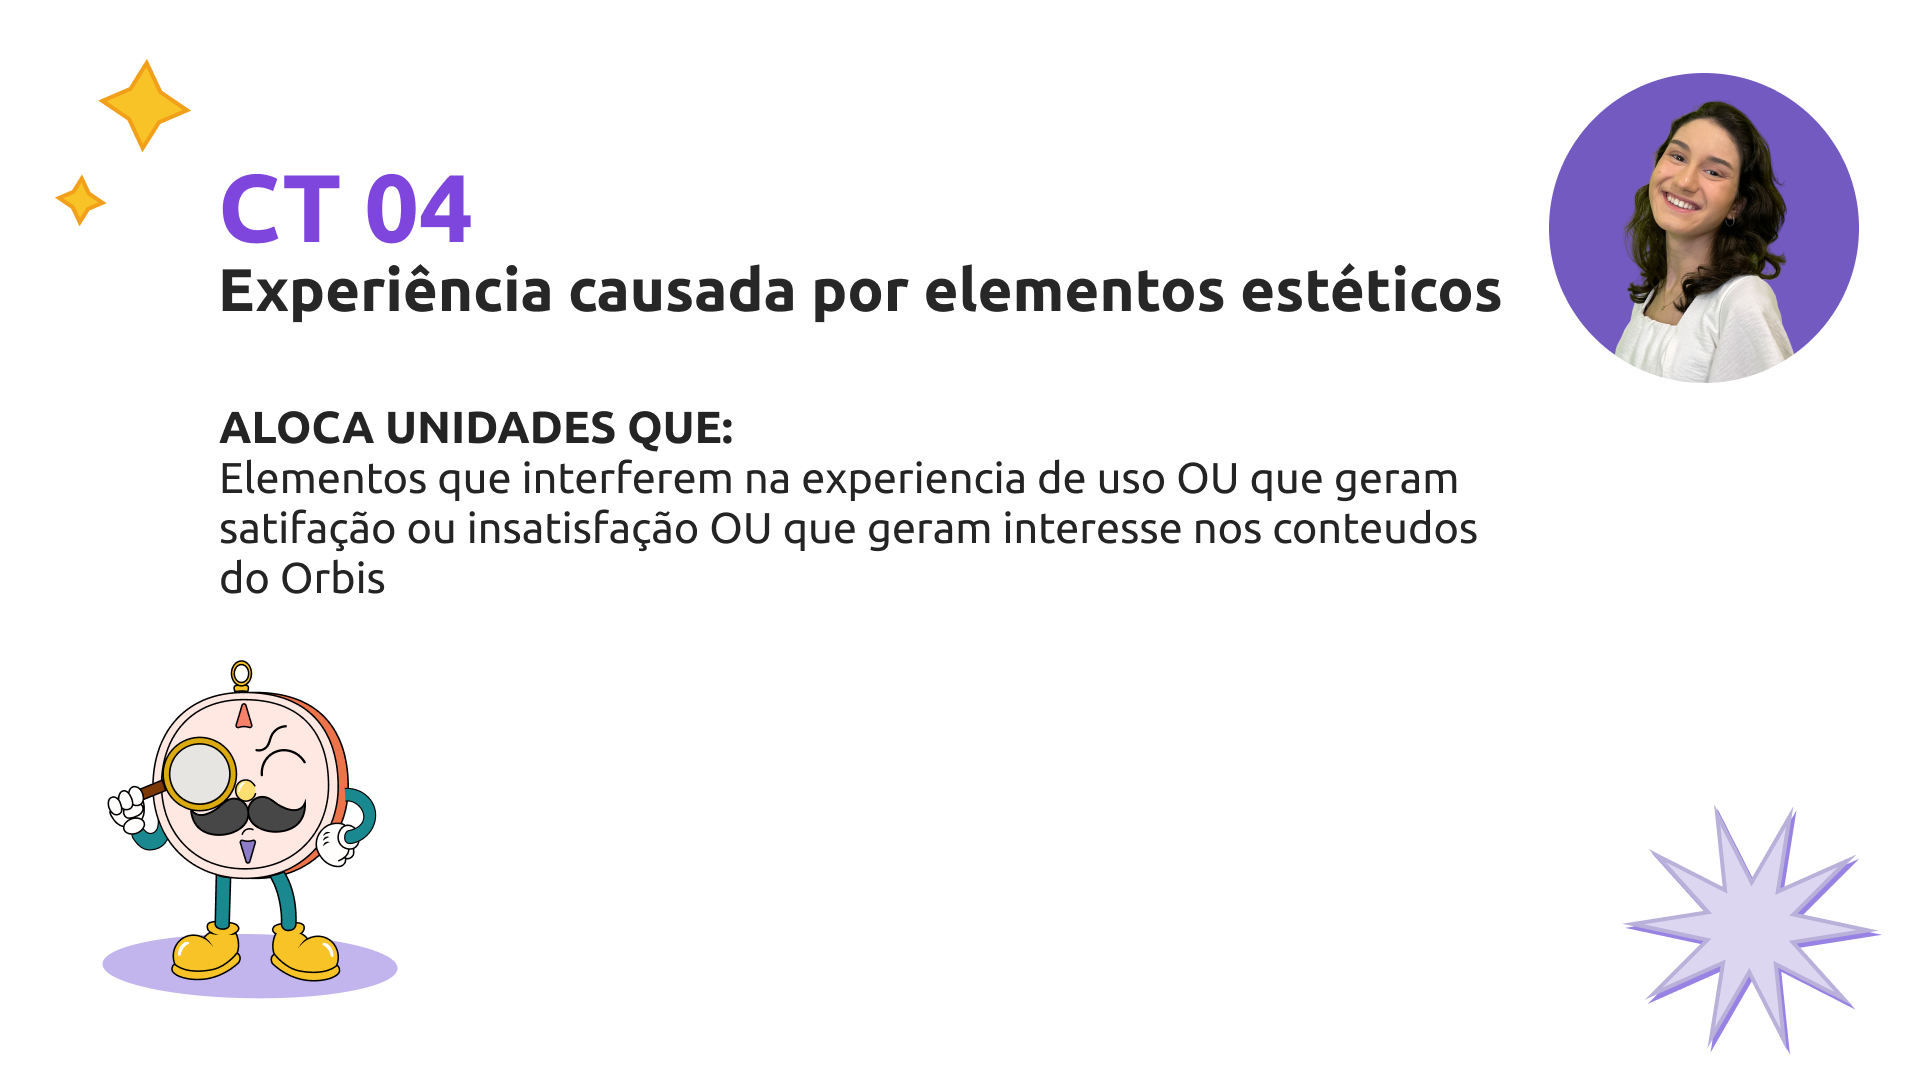 CT 04
Experiência causada por elementos estéticos
ALOCA UNIDADES QUE:
Elementos que interferem na experiencia de uso OU que geram
satifação ou insatisfação OU que geram interesse nos conteudos
do Orbis